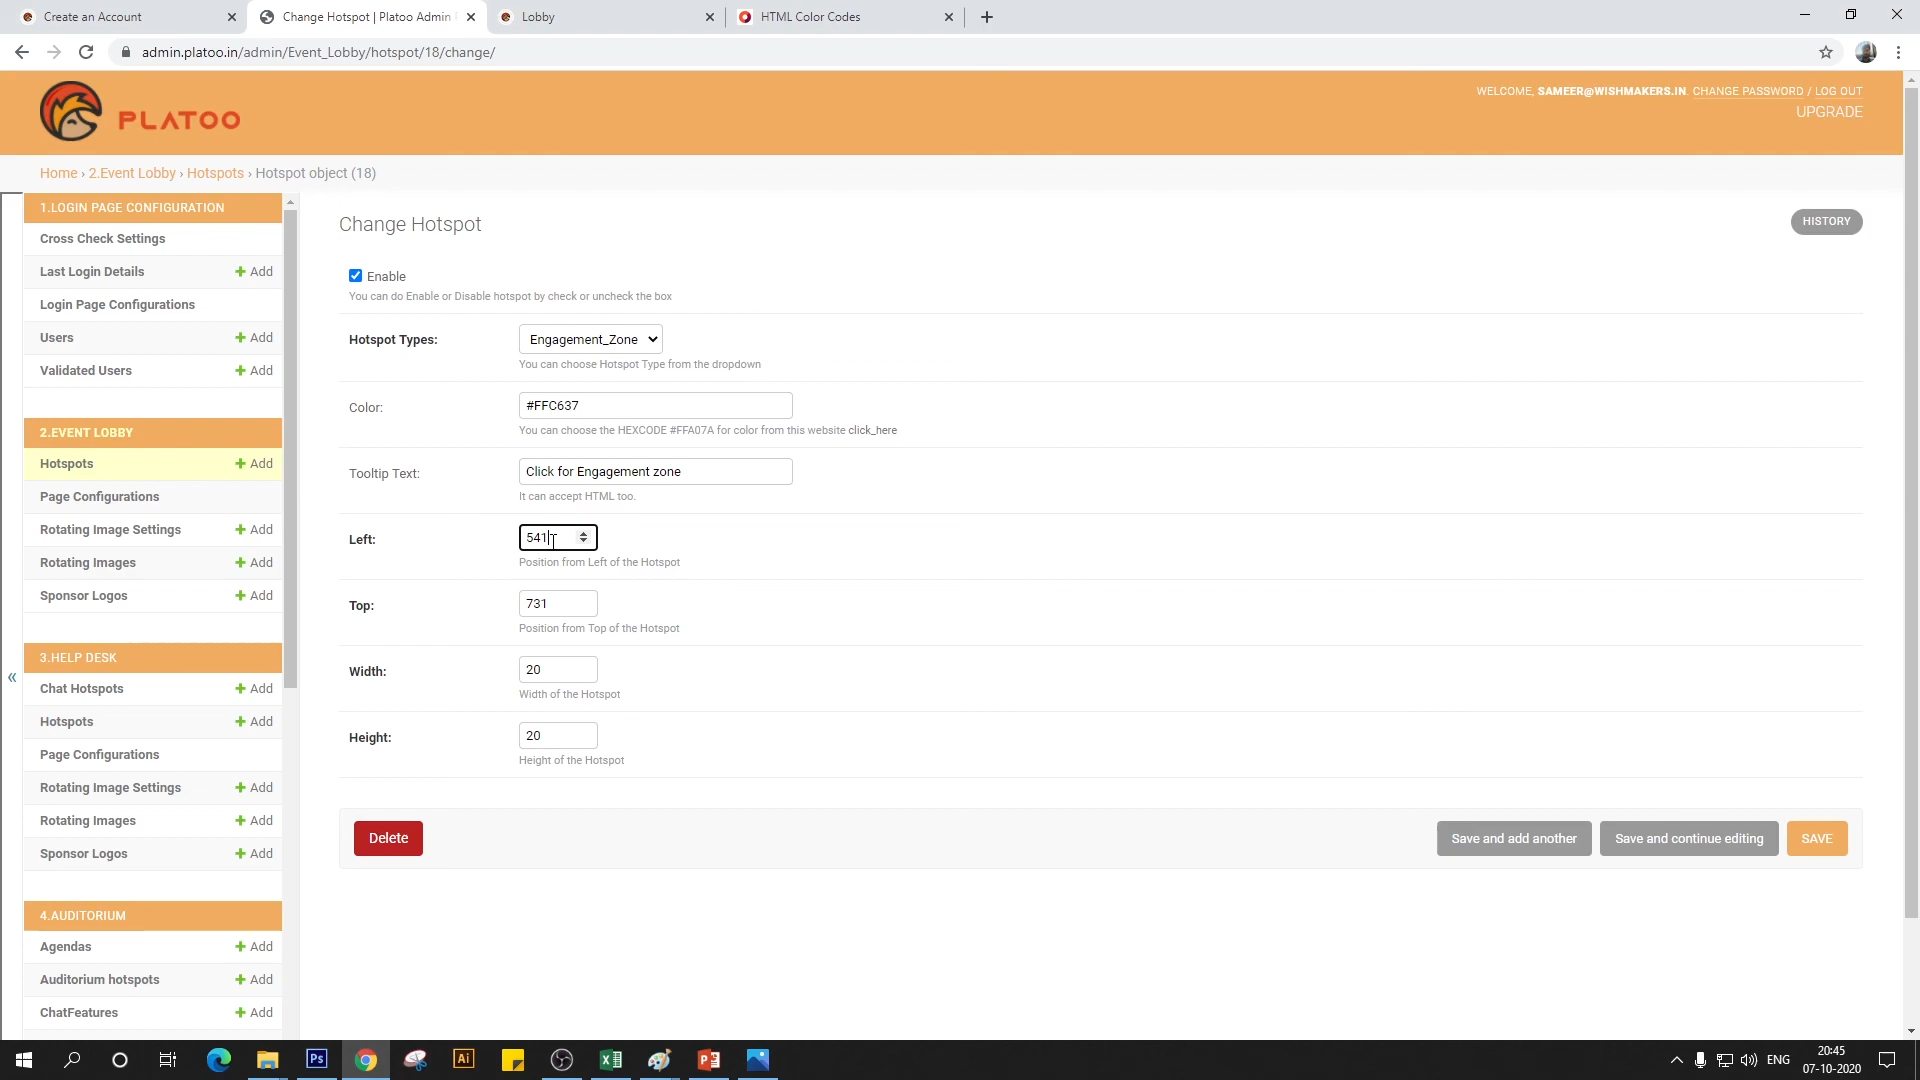 Create an Account
Change Hotspot | Platoo Admin
Lobby
HTML Color Codes
admin.platoo.in/admin/Event_Lobby/hotspot/18/change/
PLATOO
WELCOME, SAMEER@WISHMAKERS.IN. CHANGE PASSWORD / LOG OUT
UPGRADE
Home › 2.Event Lobby › Hotspots › Hotspot object (18)
1.LOGIN PAGE CONFIGURATION
Cross Check Settings
Last Login Details Add
Login Page Configurations
Users Add
Validated Users Add
2.EVENT LOBBY
Hotspots Add
Page Configurations
Rotating Image Settings Add
Rotating Images Add
Sponsor Logos Add
3.HELP DESK
Chat Hotspots Add
Hotspots Add
Page Configurations
Rotating Image Settings Add
Rotating Images Add
Sponsor Logos Add
4.AUDITORIUM
Agendas Add
Auditorium hotspots Add
ChatFeatures Add
«
Change Hotspot
HISTORY
Enable
You can do Enable or Disable hotspot by check or uncheck the box
Hotspot Types: Engagement_Zone
You can choose Hotspot Type from the dropdown
Color: #FFC637
You can choose the HEXCODE #FFA07A for color from this website click_here
Tooltip Text: Click for Engagement zone
It can accept HTML too.
Left: 541
Position from Left of the Hotspot
Top: 731
Position from Top of the Hotspot
Width: 20
Width of the Hotspot
Height: 20
Height of the Hotspot
Delete
Save and add another
Save and continue editing
SAVE
Ps
Ai
ENG
20:45
07-10-2020